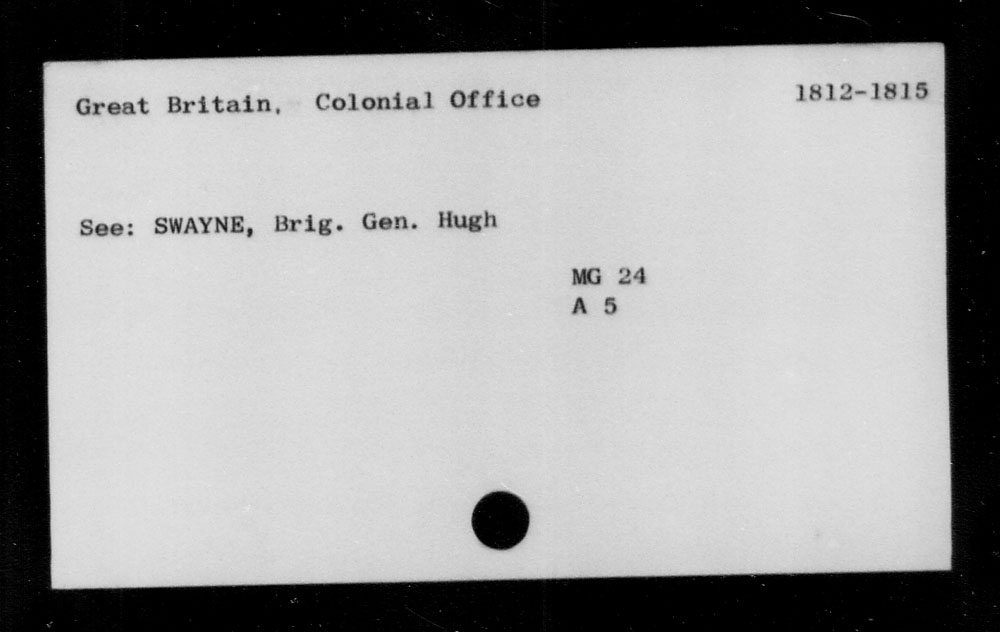 Great Britain, Colonial Office 1812-1815
See: SWAYNE, Brig. Gen. Hugh
MG 24
A 5